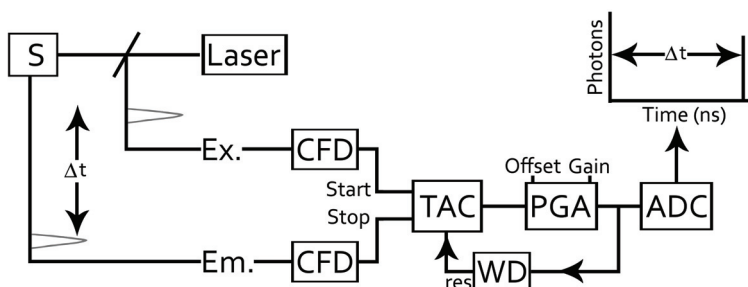 S
Laser
Photons
Δt
Time (ns)
Δt
Ex.
CFD
Offset Gain
Start
Stop
TAC
PGA
ADC
Em.
CFD
res
WD